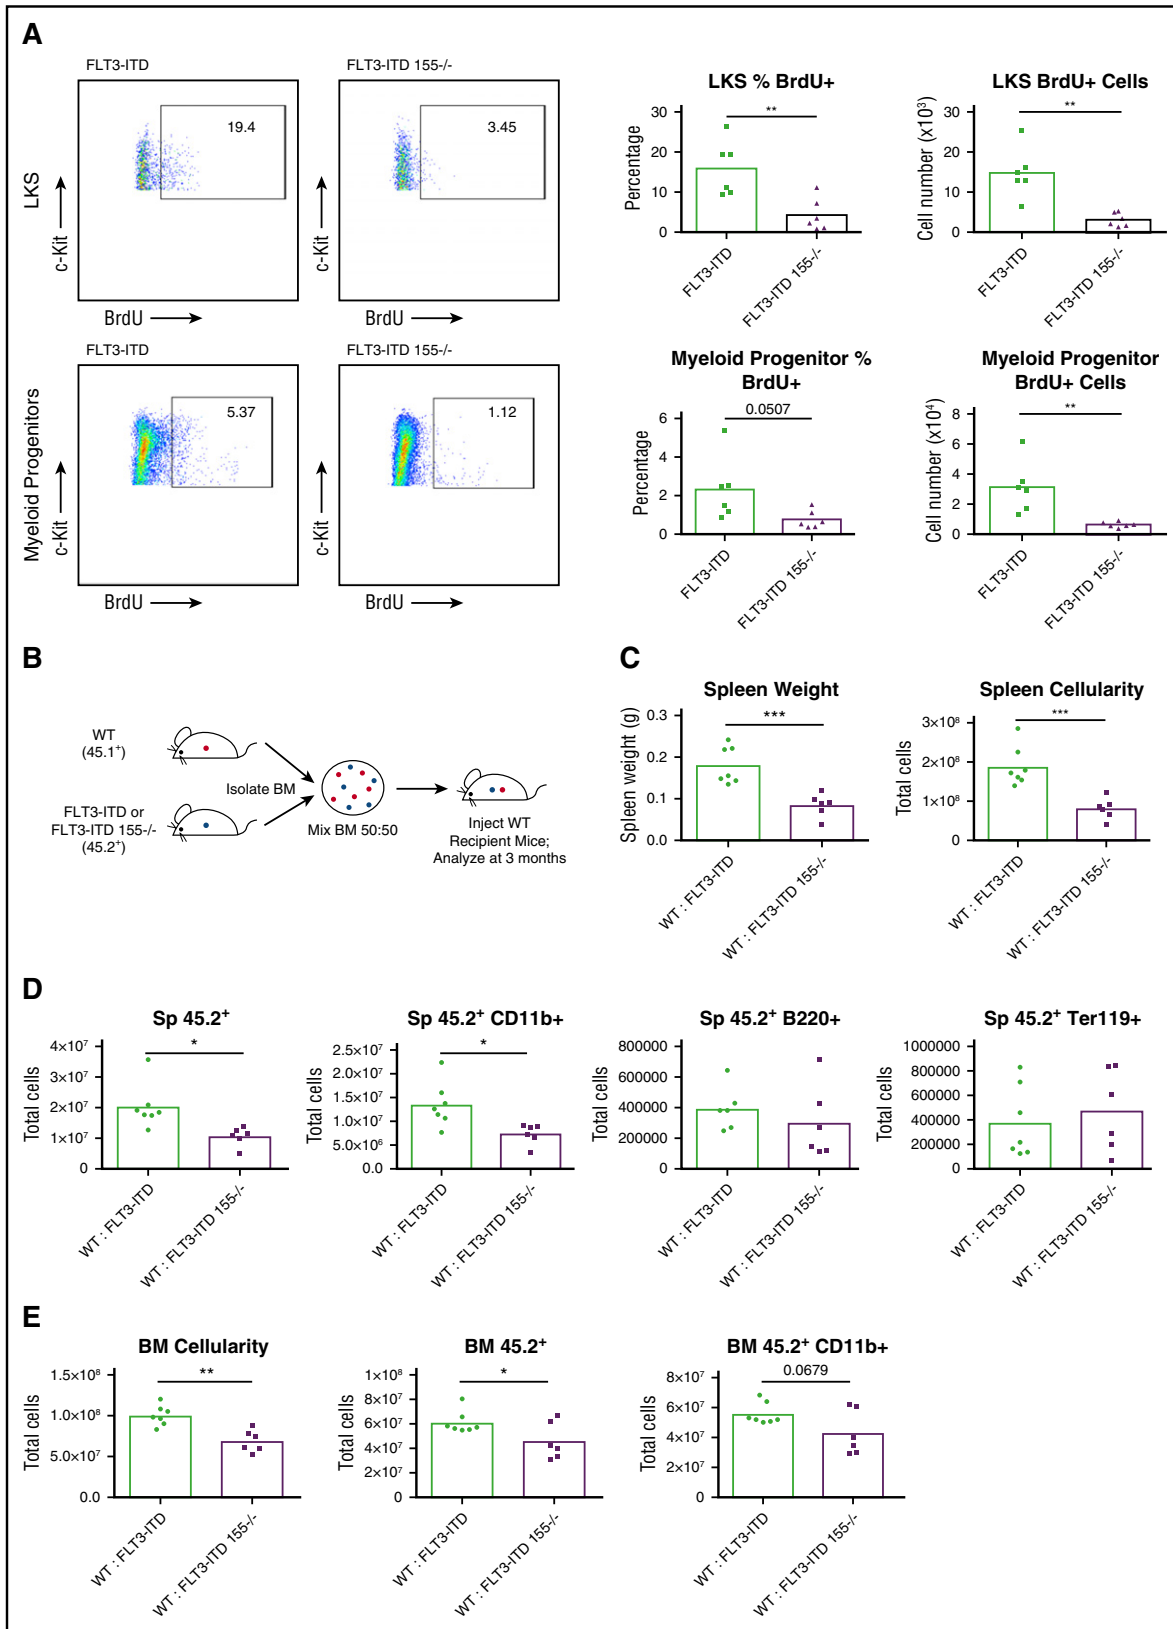 A
FLT3-ITD
FLT3-ITD 155-/-
19.4
3.45
LKS
c-Kit
c-Kit
BrdU
BrdU
FLT3-ITD
FLT3-ITD 155-/-
5.37
1.12
Myeloid Progenitors
c-Kit
c-Kit
BrdU
BrdU
LKS % BrdU+
Percentage
30
20
10
0
**
FLT3-ITD
FLT3-ITD 155-/-
LKS BrdU+ Cells
Cell number (x10³)
30
20
10
0
**
FLT3-ITD
FLT3-ITD 155-/-
Myeloid Progenitor %
BrdU+
Percentage
6
4
2
0
0.0507
FLT3-ITD
FLT3-ITD 155-/-
Myeloid Progenitor
BrdU+ Cells
Cell number (x10⁴)
8
6
4
2
0
**
FLT3-ITD
FLT3-ITD 155-/-
B
WT
(45.1⁺)
FLT3-ITD or
FLT3-ITD 155-/-
(45.2⁺)
Isolate BM
Mix BM 50:50
Inject WT
Recipient Mice;
Analyze at 3 months
C
Spleen Weight
Spleen weight (g)
0.3
0.2
0.1
0.0
***
WT : FLT3-ITD
WT : FLT3-ITD 155-/-
Spleen Cellularity
Total cells
3×10⁸
2×10⁸
1×10⁸
0
***
WT : FLT3-ITD
WT : FLT3-ITD 155-/-
D
Sp 45.2⁺
Total cells
4×10⁷
3×10⁷
2×10⁷
1×10⁷
0
*
WT : FLT3-ITD
WT : FLT3-ITD 155-/-
Sp 45.2⁺ CD11b+
Total cells
2.5×10⁷
2.0×10⁷
1.5×10⁷
1.0×10⁷
5.0×10⁶
0.0
*
WT : FLT3-ITD
WT : FLT3-ITD 155-/-
Sp 45.2⁺ B220+
Total cells
800000
600000
400000
200000
0
WT : FLT3-ITD
WT : FLT3-ITD 155-/-
Sp 45.2⁺ Ter119+
Total cells
1000000
800000
600000
400000
200000
0
WT : FLT3-ITD
WT : FLT3-ITD 155-/-
E
BM Cellularity
Total cells
1.5×10⁸
1.0×10⁸
5.0×10⁷
0.0
**
WT : FLT3-ITD
WT : FLT3-ITD 155-/-
BM 45.2⁺
Total cells
1×10⁸
8×10⁷
6×10⁷
4×10⁷
2×10⁷
0
*
WT : FLT3-ITD
WT : FLT3-ITD 155-/-
BM 45.2⁺ CD11b+
Total cells
8×10⁷
6×10⁷
4×10⁷
2×10⁷
0
0.0679
WT : FLT3-ITD
WT : FLT3-ITD 155-/-